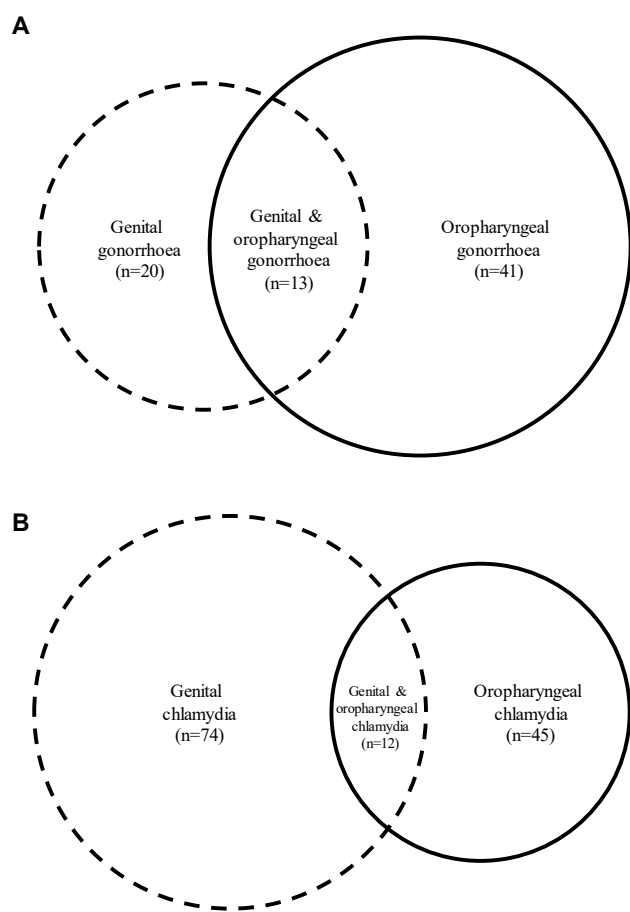 A
Genital
gonorrhoea
(n=20)
Genital &
oropharyngeal
gonorrhoea
(n=13)
Oropharyngeal
gonorrhoea
(n=41)
B
Genital
chlamydia
(n=74)
Genital &
oropharyngeal
chlamydia
(n=12)
Oropharyngeal
chlamydia
(n=45)